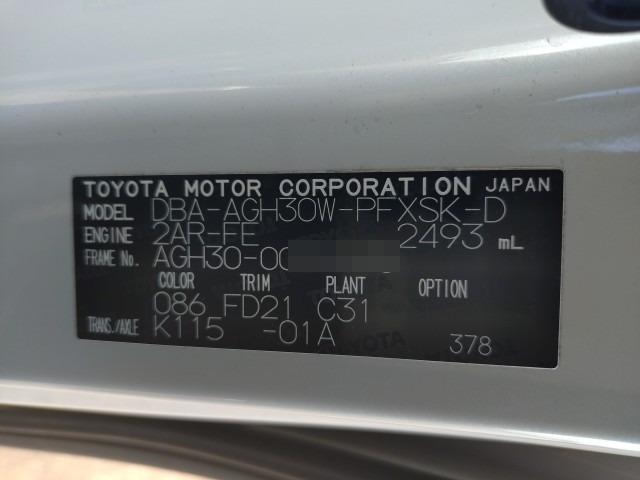 TOYOTA MOTOR CORPORATION JAPAN
MODEL DBA-AGH30W-PFXSK-D
ENGINE 2AR-FE 2493 mL
FRAME No. AGH30-00
COLOR TRIM PLANT OPTION
086 FD21 C31
TRANS./AXLE K115 -01A
378